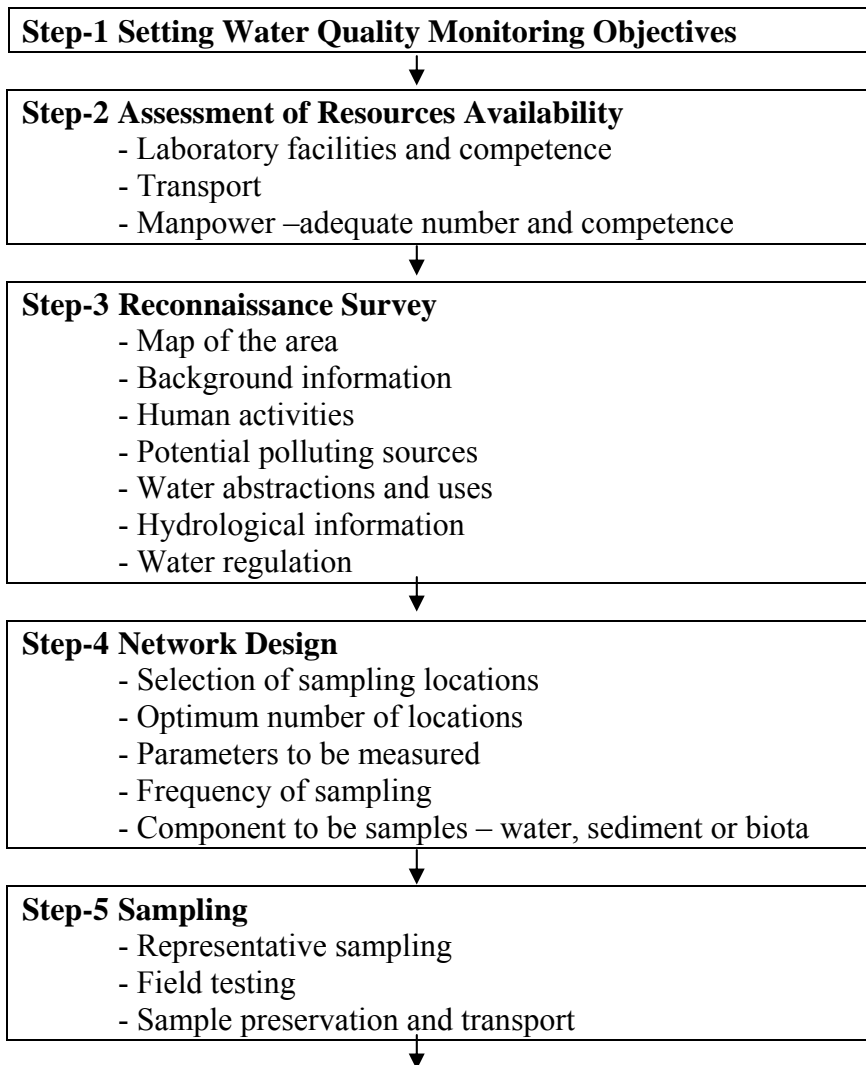 Step-1 Setting Water Quality Monitoring Objectives
Step-2 Assessment of Resources Availability
- Laboratory facilities and competence
- Transport
- Manpower –adequate number and competence
Step-3 Reconnaissance Survey
- Map of the area
- Background information
- Human activities
- Potential polluting sources
- Water abstractions and uses
- Hydrological information
- Water regulation
Step-4 Network Design
- Selection of sampling locations
- Optimum number of locations
- Parameters to be measured
- Frequency of sampling
- Component to be samples – water, sediment or biota
Step-5 Sampling
- Representative sampling
- Field testing
- Sample preservation and transport